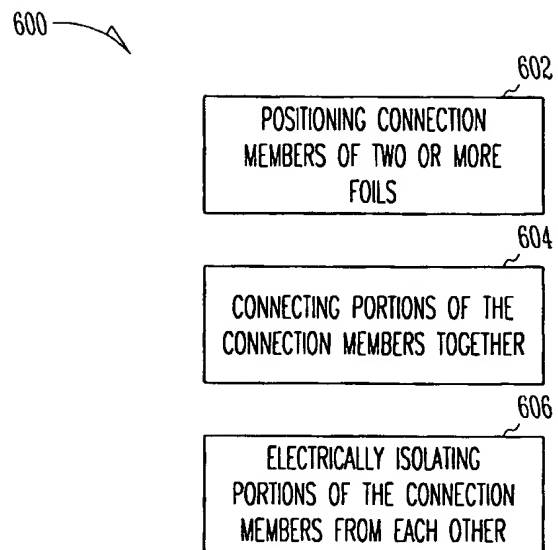 600
602
POSITIONING CONNECTION
MEMBERS OF TWO OR MORE
FOILS
604
CONNECTING PORTIONS OF THE
CONNECTION MEMBERS TOGETHER
606
ELECTRICALLY ISOLATING
PORTIONS OF THE CONNECTION
MEMBERS FROM EACH OTHER